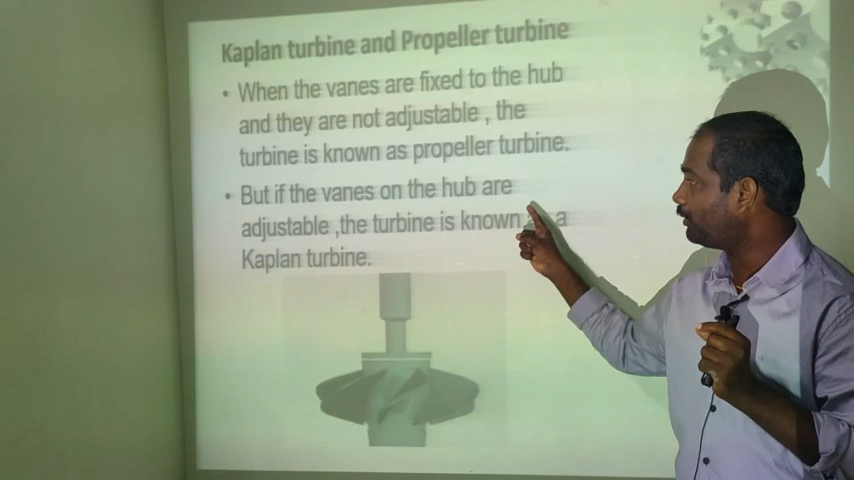 Kaplan turbine and Propeller turbine
• When the vanes are fixed to the hub
and they are not adjustable , the
turbine is known as propeller turbine.
• But if the vanes on the hub are
adjustable ,the turbine is known a
Kaplan turbine.